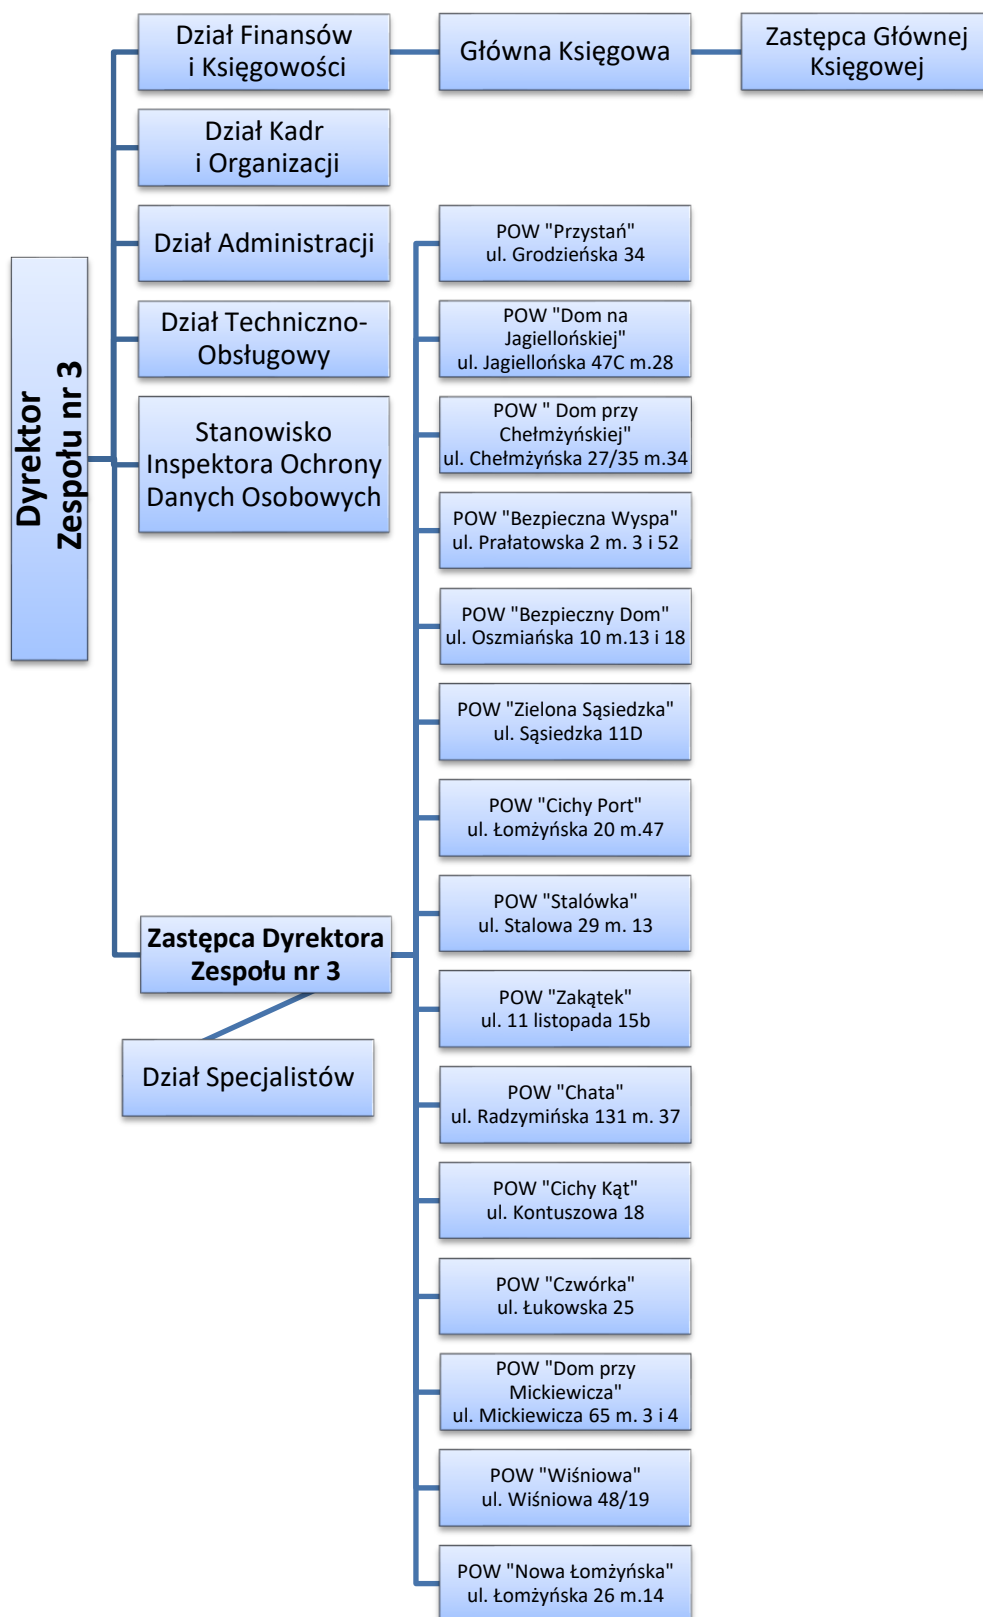 Dział Finansów
i Księgowości
Główna Księgowa
Zastępca Głównej
Księgowej
Dział Kadr
i Organizacji
Dział Administracji
Dział Techniczno-
Obsługowy
Stanowisko
Inspektora Ochrony
Danych Osobowych
Dyrektor
Zespołu nr 3
Zastępca Dyrektora
Zespołu nr 3
Dział Specjalistów
POW "Przystań"
ul. Grodzieńska 34
POW "Dom na
Jagiellońskiej"
ul. Jagiellońska 47C m.28
POW " Dom przy
Chełmżyńskiej"
ul. Chełmżyńska 27/35 m.34
POW "Bezpieczna Wyspa"
ul. Prałatowska 2 m. 3 i 52
POW "Bezpieczny Dom"
ul. Oszmiańska 10 m.13 i 18
POW "Zielona Sąsiedzka"
ul. Sąsiedzka 11D
POW "Cichy Port"
ul. Łomżyńska 20 m.47
POW "Stalówka"
ul. Stalowa 29 m. 13
POW "Zakątek"
ul. 11 listopada 15b
POW "Chata"
ul. Radzymińska 131 m. 37
POW "Cichy Kąt"
ul. Kontuszowa 18
POW "Czwórka"
ul. Łukowska 25
POW "Dom przy
Mickiewicza"
ul. Mickiewicza 65 m. 3 i 4
POW "Wiśniowa"
ul. Wiśniowa 48/19
POW "Nowa Łomżyńska"
ul. Łomżyńska 26 m.14